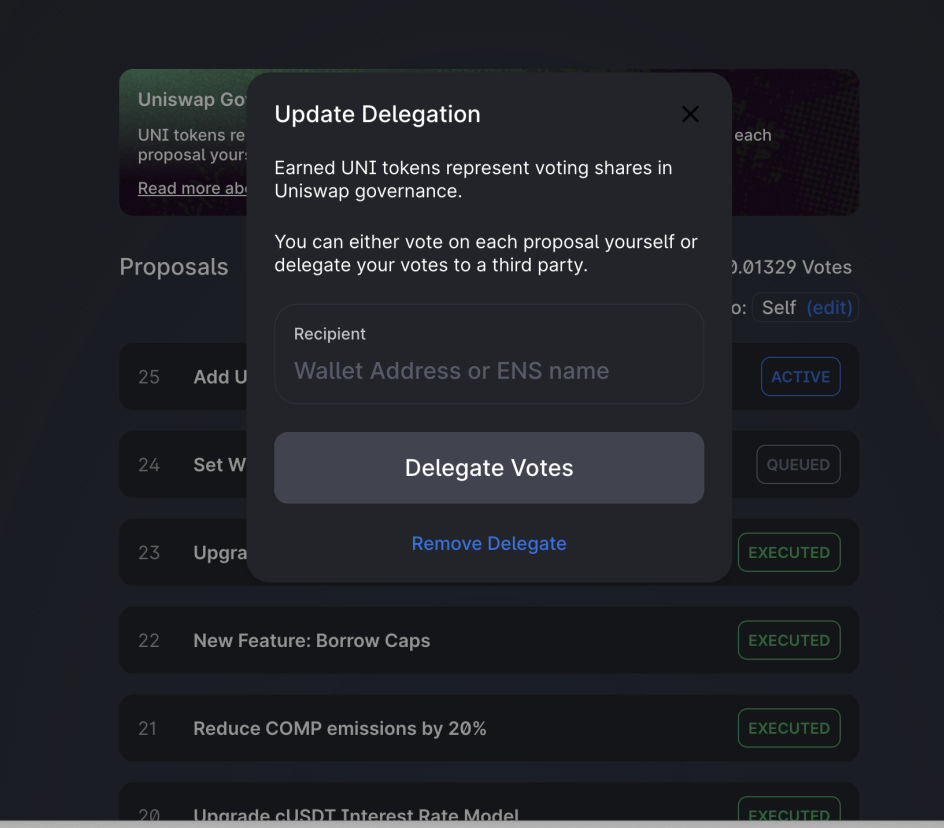 Uniswap Go
UNI tokens re
each
proposal your
Read more abo
Update Delegation
Earned UNI tokens represent voting shares in
Uniswap governance.
You can either vote on each proposal yourself or
delegate your votes to a third party.
Recipient
Wallet Address or ENS name
Delegate Votes
Remove Delegate
Proposals
0.01329 Votes
o: Self (edit)
25 Add U
ACTIVE
24 Set W
QUEUED
23 Upgra
EXECUTED
22 New Feature: Borrow Caps EXECUTED
21 Reduce COMP emissions by 20% EXECUTED
20 Upgrade cUSDT Interest Rate Model EXECUTED